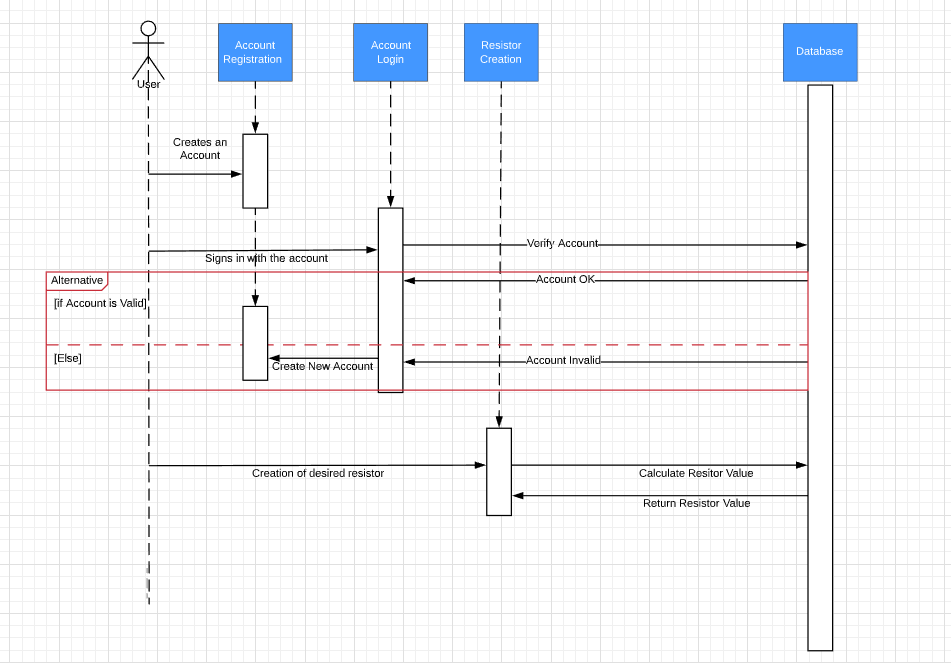 User
Account
Registration
Account
Login
Resistor
Creation
Database
Creates an
Account
Signs in with the account
Verify Account
Alternative
Account OK
[if Account is Valid]
[Else]
Account Invalid
Create New Account
Creation of desired resistor
Calculate Resitor Value
Return Resistor Value